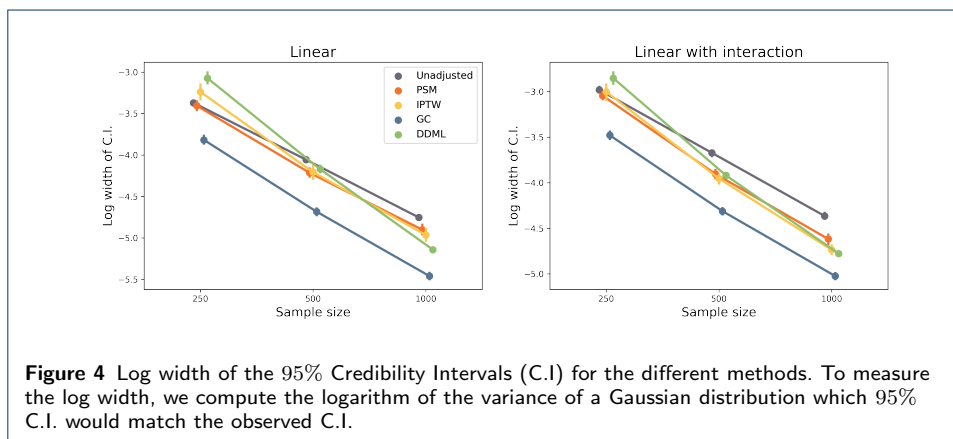 Linear
Linear with interaction
Unadjusted
PSM
IPTW
GC
DDML
Log width of C.I.
−3.0
−3.5
−4.0
−4.5
−5.0
−5.5
250
500
1000
Sample size
Log width of C.I.
−3.0
−3.5
−4.0
−4.5
−5.0
250
500
1000
Sample size
Figure 4 Log width of the 95% Credibility Intervals (C.I) for the different methods. To measure
the log width, we compute the logarithm of the variance of a Gaussian distribution which 95%
C.I. would match the observed C.I.